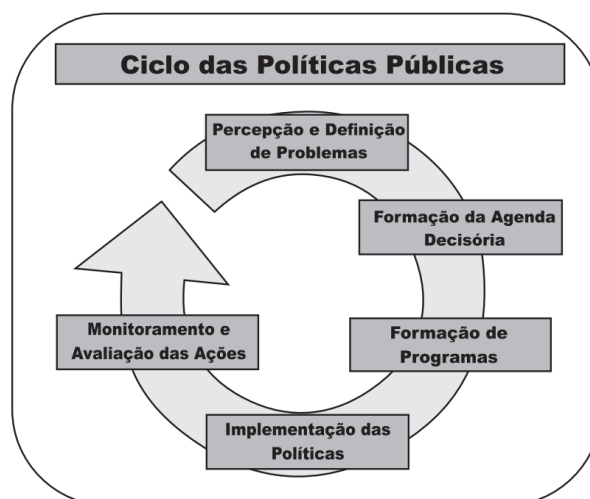 Ciclo das Políticas Públicas
Percepção e Definição
de Problemas
Formação da Agenda
Decisória
Formação de
Programas
Implementação das
Políticas
Monitoramento e
Avaliação das Ações